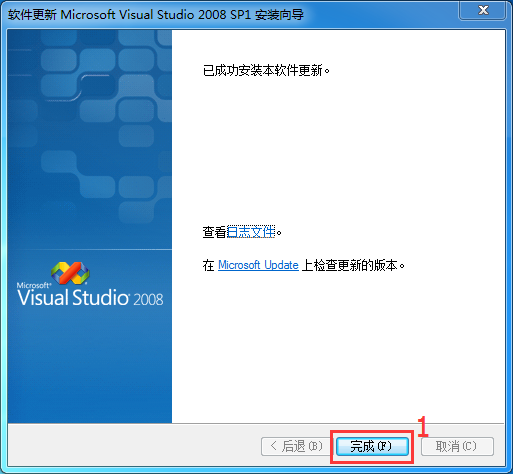 软件更新 Microsoft Visual Studio 2008 SP1 安装向导
已成功安装本软件更新。
查看日志文件。
在 Microsoft Update 上检查更新的版本。
Microsoft®
Visual Studio® 2008
1
< 后退(B) 完成(F) 取消(C)